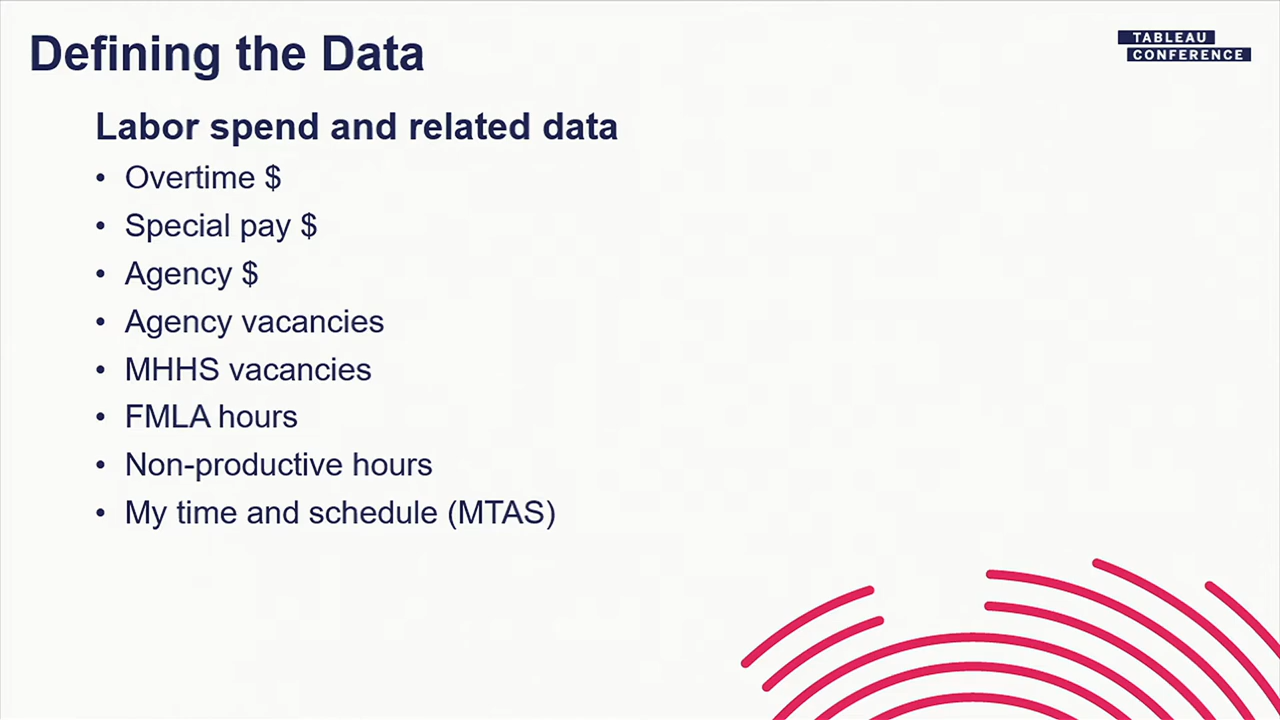 Defining the Data
TABLEAU
CONFERENCE
Labor spend and related data
• Overtime $
• Special pay $
• Agency $
• Agency vacancies
• MHHS vacancies
• FMLA hours
• Non-productive hours
• My time and schedule (MTAS)